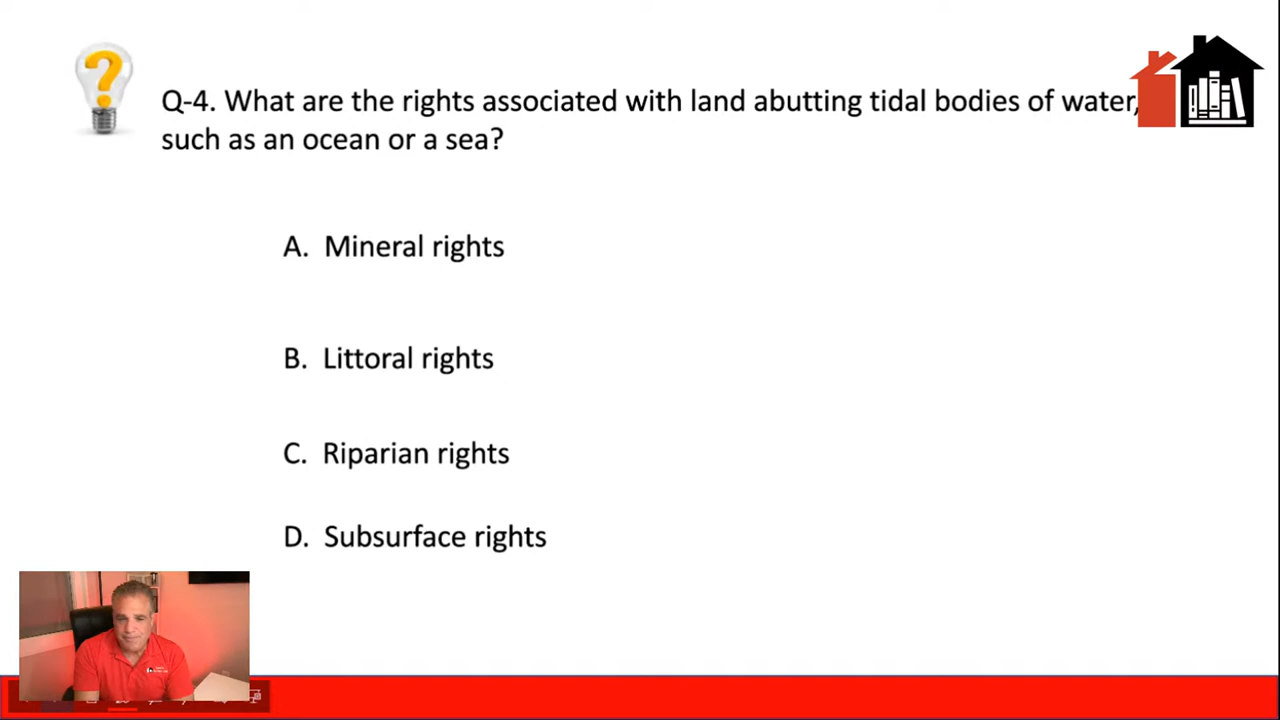 Q-4. What are the rights associated with land abutting tidal bodies of water,
such as an ocean or a sea?
A. Mineral rights
B. Littoral rights
C. Riparian rights
D. Subsurface rights